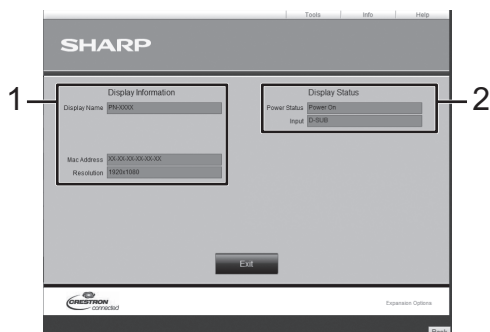 Tools Info Help
SHARP
1
Display Information
Display Name PN-XXXX
Mac Address XX-XX-XX-XX-XX-XX
Resolution 1920x1080
Display Status
Power Status Power On
Input D-SUB
2
Exit
CRESTRON
connected
Expansion Options
Back